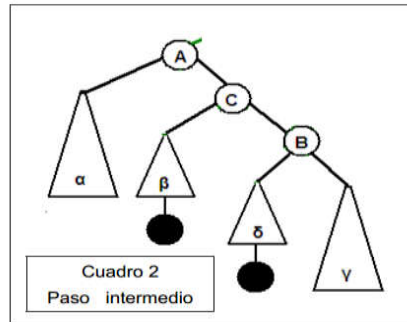 A
C
B
α
β
δ
γ
Cuadro 2
Paso intermedio